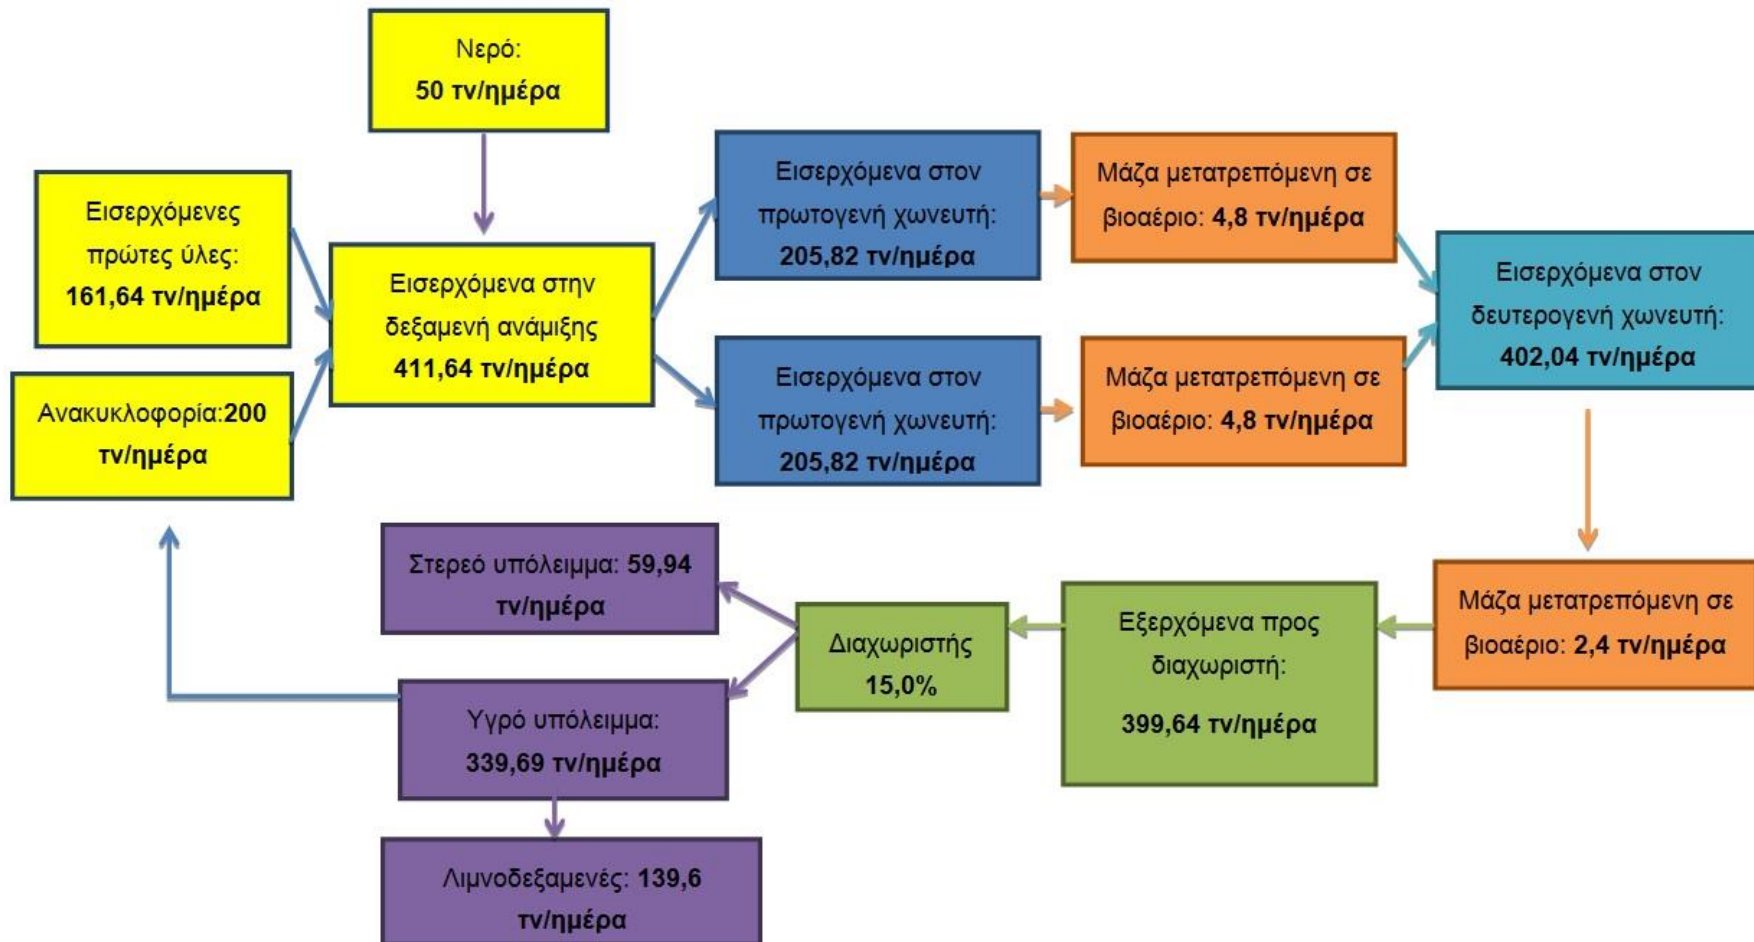 Νερό:
50 τν/ημέρα
Εισερχόμενες
πρώτες ύλες:
161,64 τν/ημέρα
Ανακυκλοφορία:200
τν/ημέρα
Εισερχόμενα στην
δεξαμενή ανάμιξης
411,64 τν/ημέρα
Εισερχόμενα στον
πρωτογενή χωνευτή:
205,82 τν/ημέρα
Εισερχόμενα στον
πρωτογενή χωνευτή:
205,82 τν/ημέρα
Μάζα μετατρεπόμενη σε
βιοαέριο: 4,8 τν/ημέρα
Μάζα μετατρεπόμενη σε
βιοαέριο: 4,8 τν/ημέρα
Εισερχόμενα στον
δευτερογενή χωνευτή:
402,04 τν/ημέρα
Μάζα μετατρεπόμενη σε
βιοαέριο: 2,4 τν/ημέρα
Εξερχόμενα προς
διαχωριστή:
399,64 τν/ημέρα
Διαχωριστής
15,0%
Στερεό υπόλειμμα: 59,94
τν/ημέρα
Υγρό υπόλειμμα:
339,69 τν/ημέρα
Λιμνοδεξαμενές: 139,6
τν/ημέρα